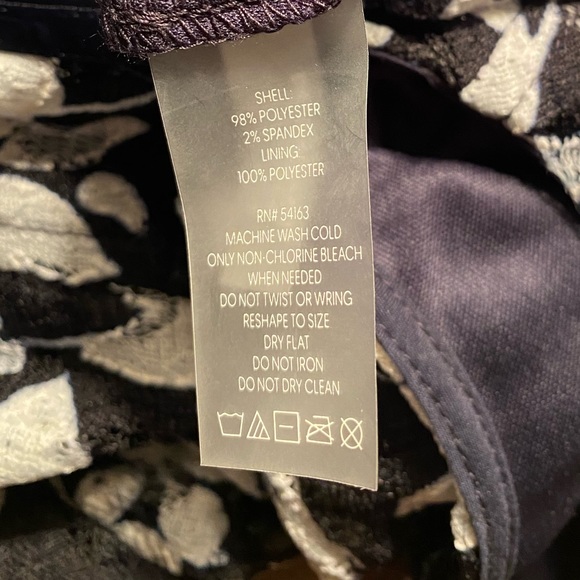 SHELL:
98% POLYESTER
2% SPANDEX
LINING
100% POLYESTER
RN# 54163
MACHINE WASH COLD
ONLY NON-CHLORINE BLEACH
WHEN NEEDED
DO NOT TWIST OR WRING
RESHAPE TO SIZE
DRY FLAT
DO NOT IRON
DO NOT DRY CLEAN